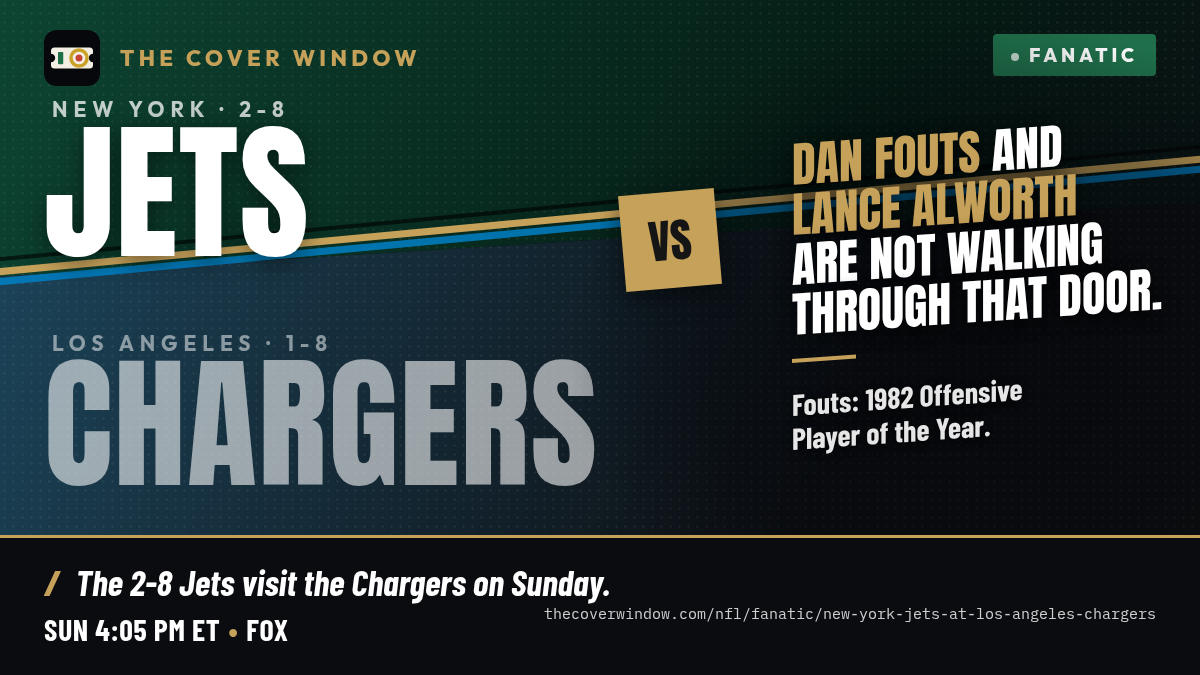 THE COVER WINDOW
FANATIC
NEW YORK · 2-8
JETS
VS
LOS ANGELES · 1-8
CHARGERS
DAN FOUTS AND
LANCE ALWORTH
ARE NOT WALKING
THROUGH THAT DOOR.
Fouts: 1982 Offensive
Player of the Year.
/ The 2-8 Jets visit the Chargers on Sunday.
SUN 4:05 PM ET • FOX
thecoverwindow.com/nfl/fanatic/new-york-jets-at-los-angeles-chargers